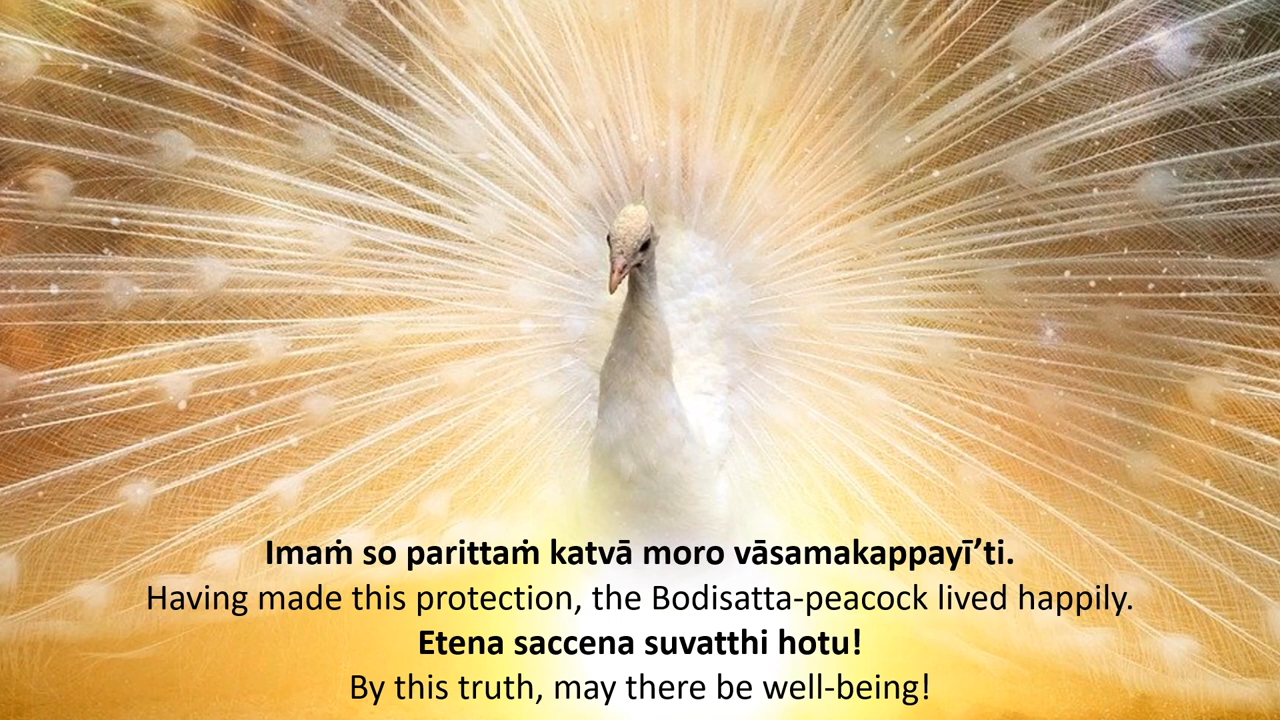 Imaṁ so parittaṁ katvā moro vāsamakappayī’ti.
Having made this protection, the Bodisatta-peacock lived happily.
Etena saccena suvatthi hotu!
By this truth, may there be well-being!